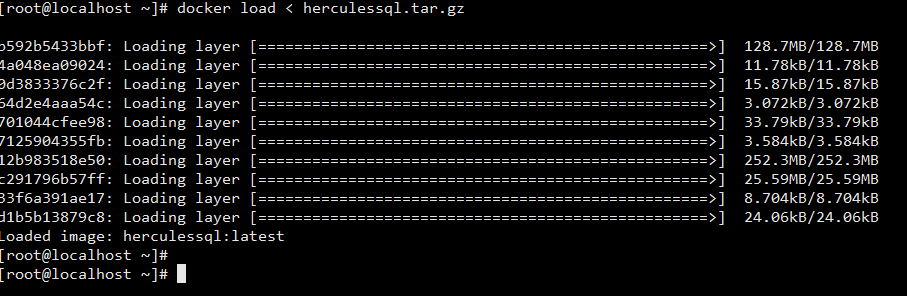 [root@localhost ~]# docker load < herculessql.tar.gz
b592b5433bbf: Loading layer [==================================================>]  128.7MB/128.7MB
4a048ea09024: Loading layer [==================================================>]  11.78kB/11.78kB
0d3833376c2f: Loading layer [==================================================>]  15.87kB/15.87kB
64d2e4aaa54c: Loading layer [==================================================>]  3.072kB/3.072kB
701044cfee98: Loading layer [==================================================>]  33.79kB/33.79kB
7125904355fb: Loading layer [==================================================>]  3.584kB/3.584kB
12b983518e50: Loading layer [==================================================>]  252.3MB/252.3MB
c291796b57ff: Loading layer [==================================================>]  25.59MB/25.59MB
33f6a391ae17: Loading layer [==================================================>]  8.704kB/8.704kB
d1b5b13879c8: Loading layer [==================================================>]  24.06kB/24.06kB
Loaded image: herculessql:latest
[root@localhost ~]#
[root@localhost ~]#